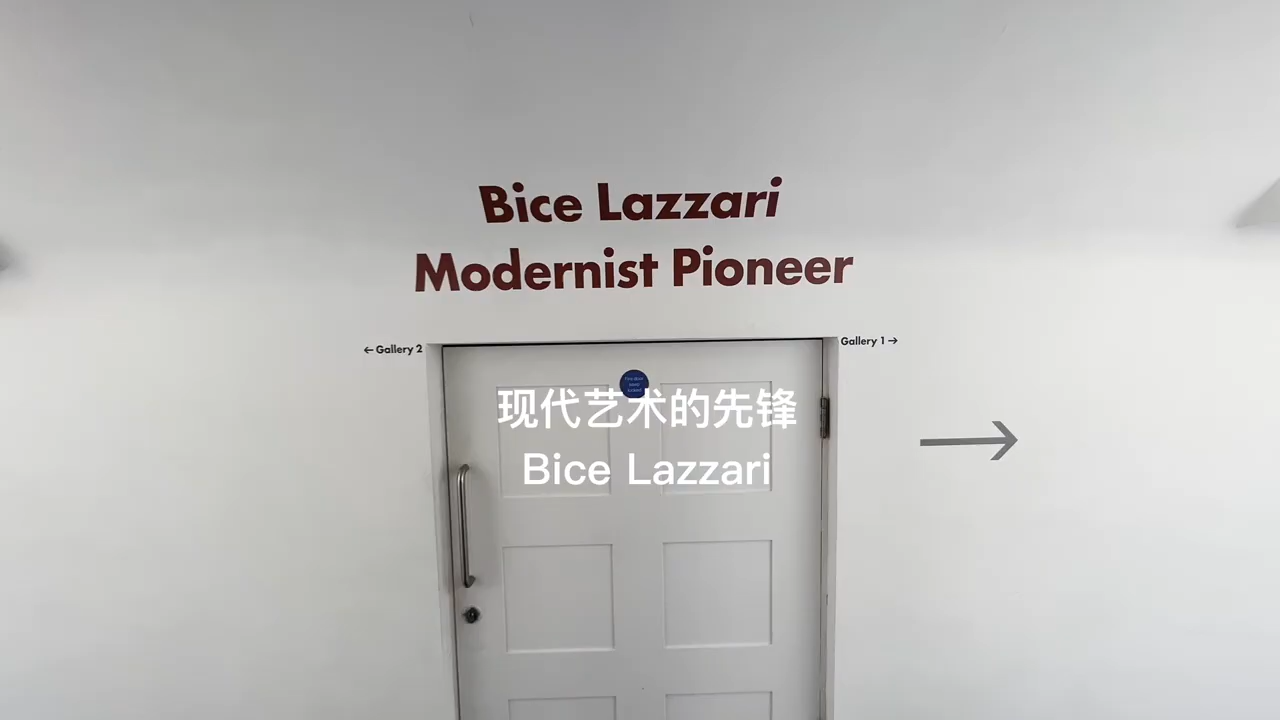 Bice Lazzari
Modernist Pioneer
← Gallery 2
Gallery 1 →
现代艺术的先锋
Bice Lazzari